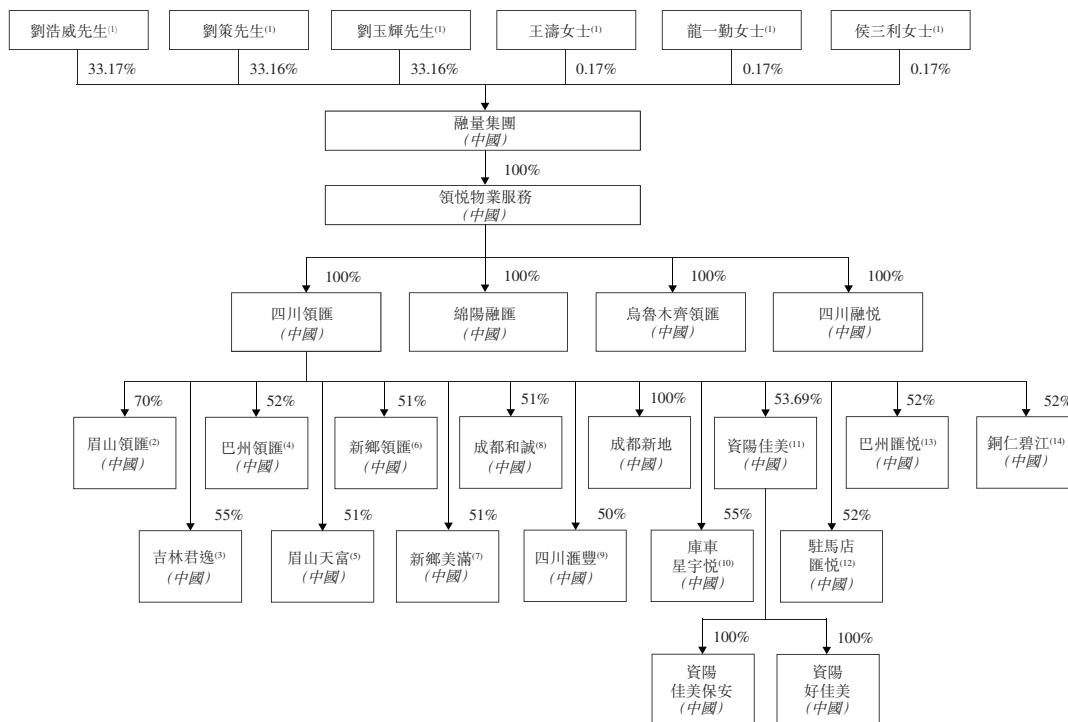 劉浩威先生(1)
劉策先生(1)
劉玉輝先生(1)
王濤女士(1)
龍一勤女士(1)
侯三利女士(1)
33.17%
33.16%
33.16%
0.17%
0.17%
0.17%
融量集團
(中國)
100%
領悦物業服務
(中國)
100%
100%
100%
100%
四川領匯
(中國)
綿陽融匯
(中國)
烏魯木齊領匯
(中國)
四川融悦
(中國)
70%
52%
51%
51%
100%
53.69%
52%
52%
眉山領匯(2)
(中國)
巴州領匯(4)
(中國)
新鄉領匯(6)
(中國)
成都和誠(8)
(中國)
成都新地
(中國)
資陽佳美(11)
(中國)
巴州匯悦(13)
(中國)
銅仁碧江(14)
(中國)
55%
51%
51%
50%
55%
52%
吉林君逸(3)
(中國)
眉山天富(5)
(中國)
新鄉美滿(7)
(中國)
四川滙豐(9)
(中國)
庫車
星宇悦(10)
(中國)
駐馬店
匯悦(12)
(中國)
100%
100%
資陽
佳美保安
(中國)
資陽
好佳美
(中國)